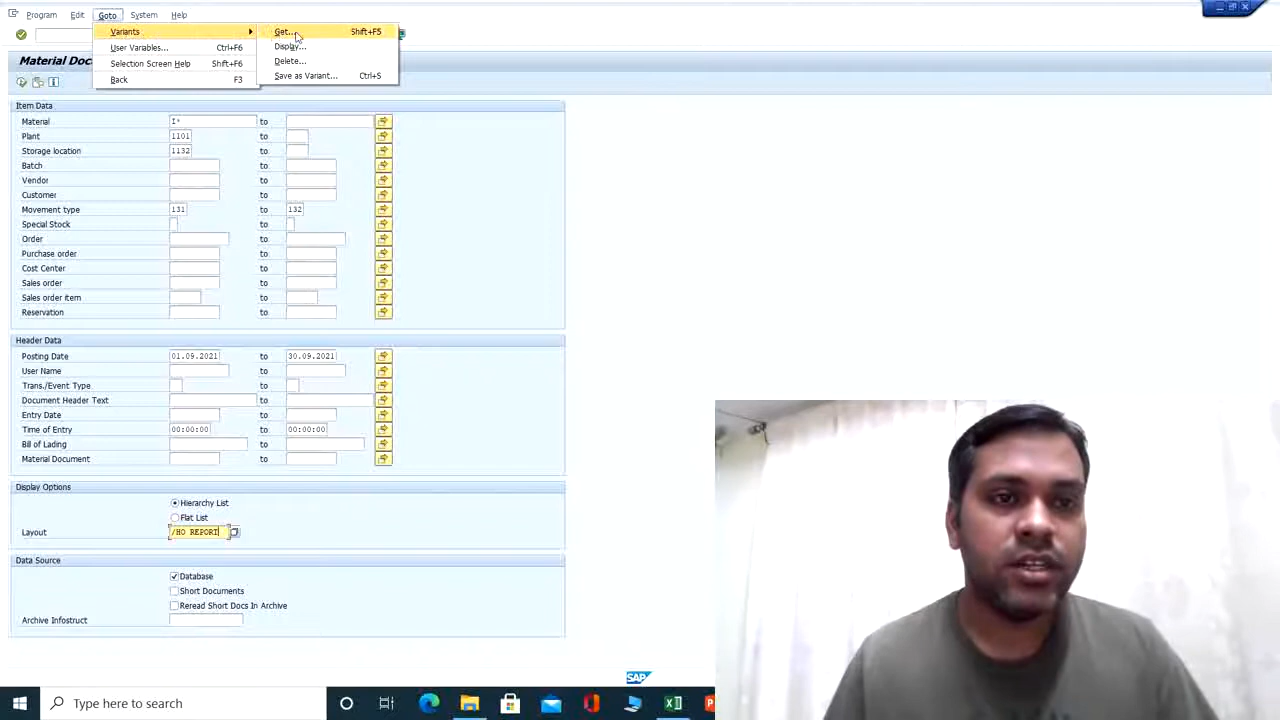 Program Edit Goto System Help
Variants
User Variables... Ctrl+F6
Selection Screen Help Shift+F6
Back F3
Get... Shift+F5
Display...
Delete...
Save as Variant... Ctrl+S
Material Doc
Item Data
Material I* to
Plant 1101 to
Storage location 1132 to
Batch to
Vendor to
Customer to
Movement type 131 to 132
Special Stock to
Order to
Purchase order to
Cost Center to
Sales order to
Sales order item to
Reservation to
Header Data
Posting Date 01.09.2021 to 30.09.2021
User Name to
Trans./Event Type to
Document Header Text to
Entry Date to
Time of Entry 00:00:00 to 00:00:00
Bill of Lading to
Material Document to
Display Options
Hierarchy List
Flat List
Layout /HO REPORT
Data Source
Database
Short Documents
Reread Short Docs In Archive
Archive Infostruct
SAP
Type here to search